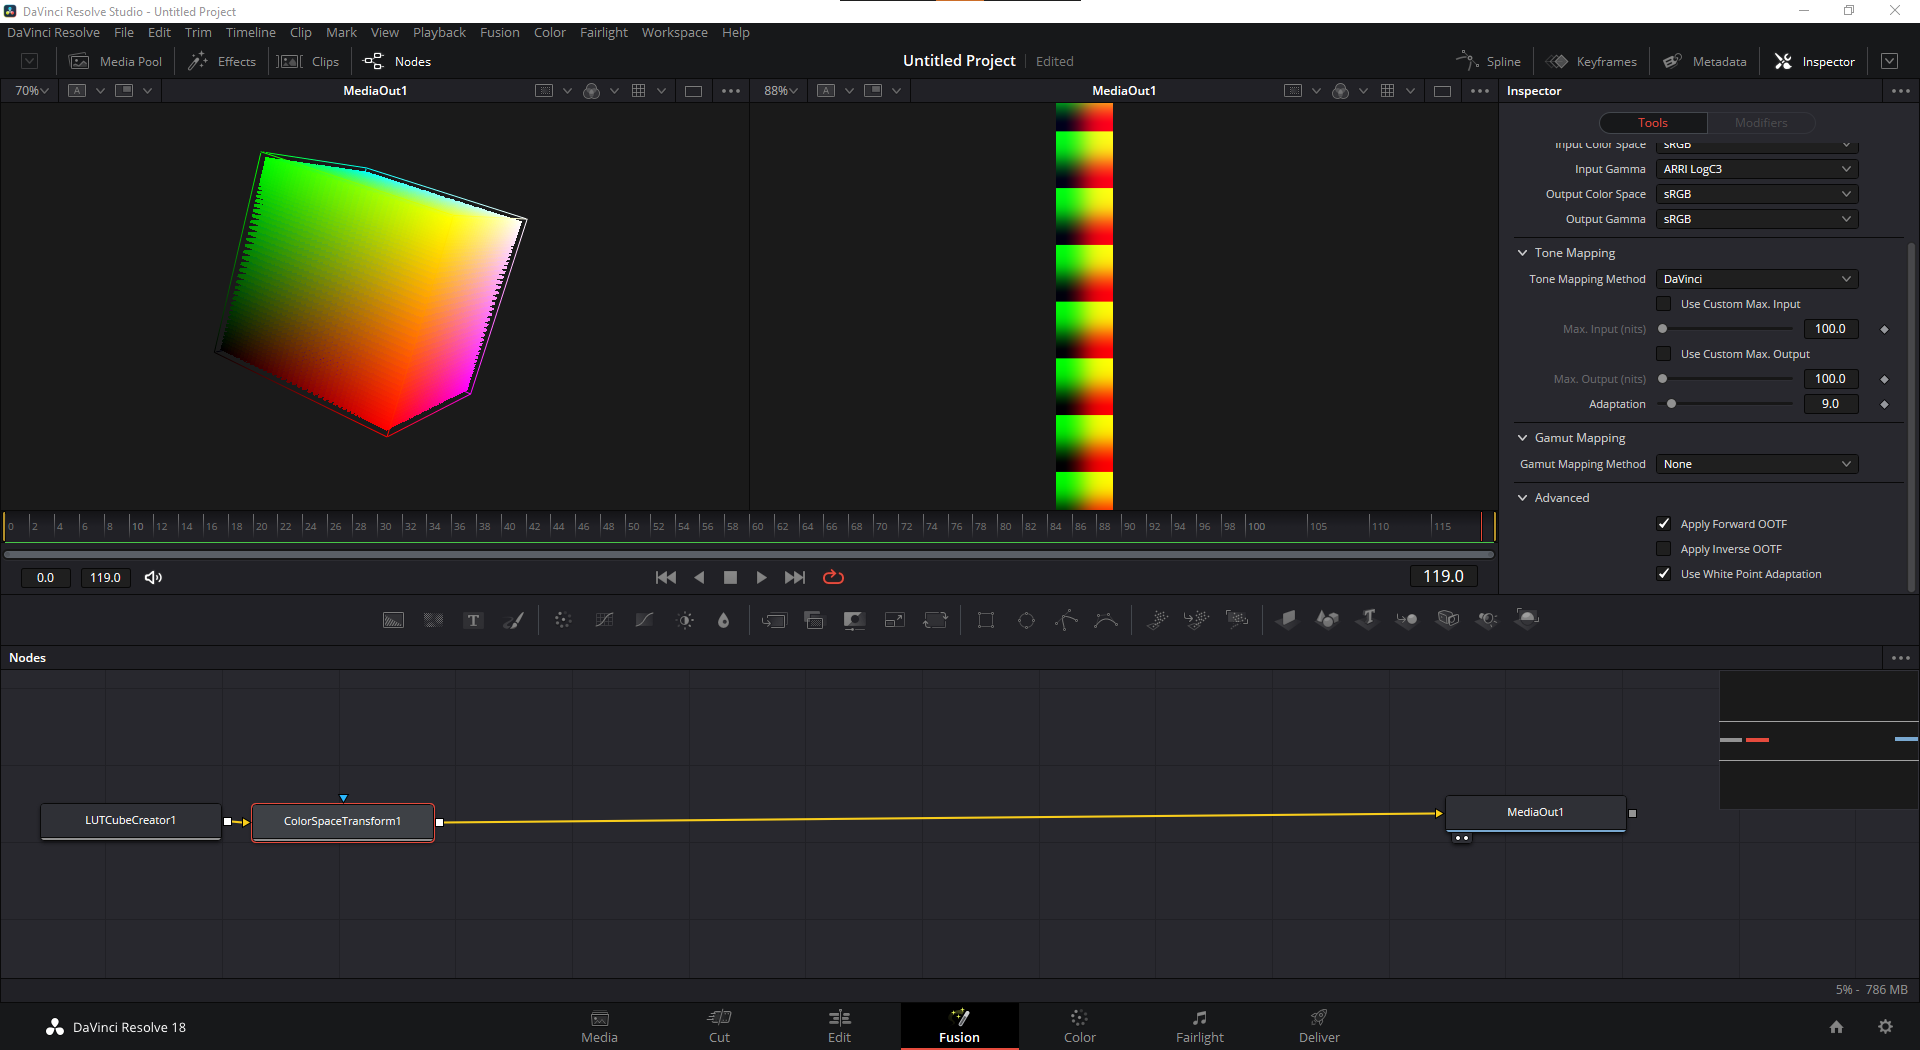 DaVinci Resolve Studio - Untitled Project
DaVinci Resolve File Edit Trim Timeline Clip Mark View Playback Fusion Color Fairlight Workspace Help
Media Pool Effects Clips Nodes Untitled Project Edited Spline Keyframes Metadata Inspector
70% A MediaOut1 88% A MediaOut1 Inspector
Tools Modifiers
Input Color Space sRGB
Input Gamma ARRI LogC3
Output Color Space sRGB
Output Gamma sRGB
Tone Mapping
Tone Mapping Method DaVinci
Use Custom Max. Input
Max. Input (nits) 100.0
Use Custom Max. Output
Max. Output (nits) 100.0
Adaptation 9.0
Gamut Mapping
Gamut Mapping Method None
Advanced
Apply Forward OOTF
Apply Inverse OOTF
Use White Point Adaptation
0 2 4 6 8 10 12 14 16 18 20 22 24 26 28 30 32 34 36 38 40 42 44 46 48 50 52 54 56 58 60 62 64 66 68 70 72 74 76 78 80 82 84 86 88 90 92 94 96 98 100 105 110 115
0.0 119.0 119.0
T T
Nodes
LUTCubeCreator1 ColorSpaceTransform1 MediaOut1
5% - 786 MB
DaVinci Resolve 18 Media Cut Edit Fusion Color Fairlight Deliver